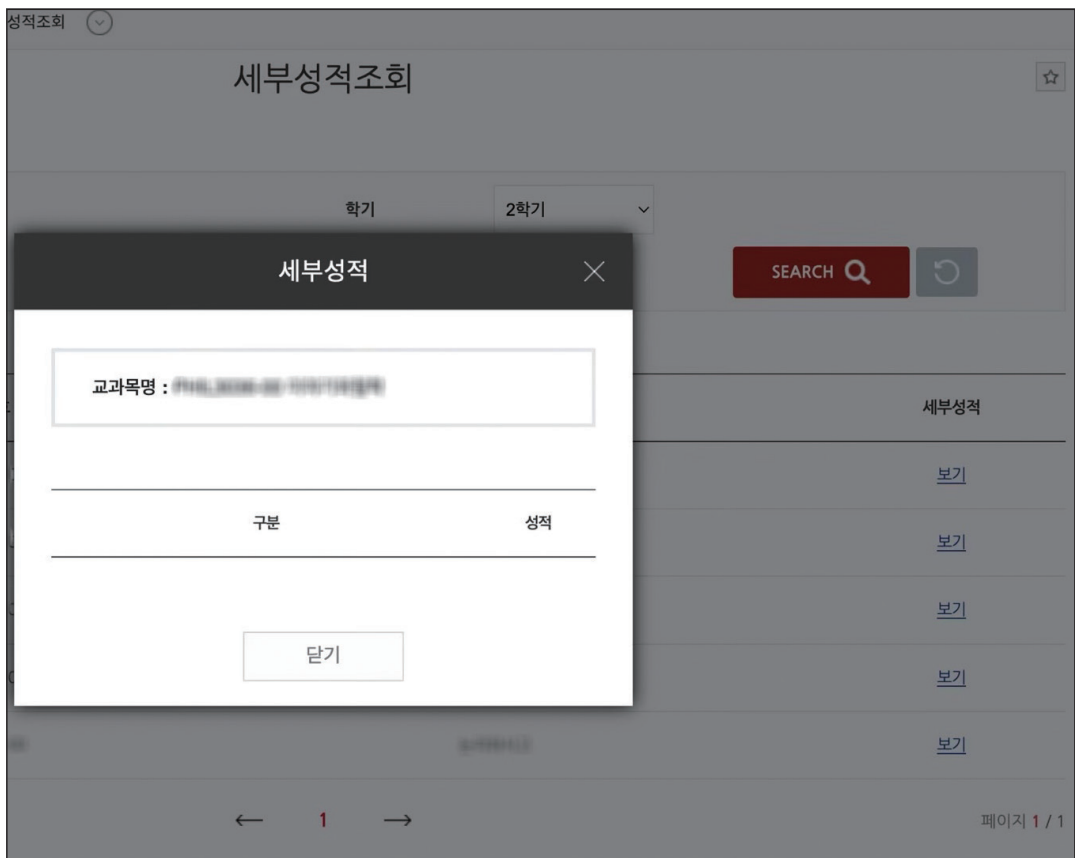 성적조회
세부성적조회
학기 2학기
SEARCH
세부성적
교과목명 :
구분 성적
닫기
세부성적
보기
보기
보기
보기
보기
1
페이지 1 / 1